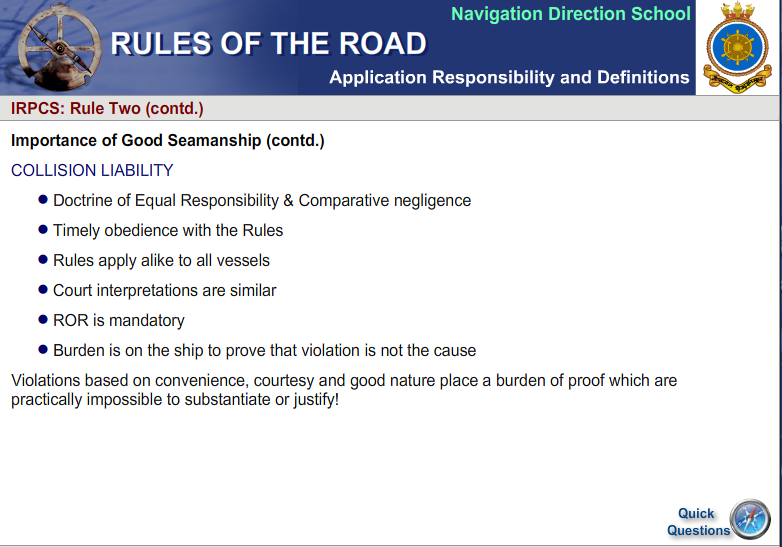 Navigation Direction School
RULES OF THE ROAD
Application Responsibility and Definitions
IRPCS: Rule Two (contd.)
Importance of Good Seamanship (contd.)
COLLISION LIABILITY
● Doctrine of Equal Responsibility & Comparative negligence
● Timely obedience with the Rules
● Rules apply alike to all vessels
● Court interpretations are similar
● ROR is mandatory
● Burden is on the ship to prove that violation is not the cause
Violations based on convenience, courtesy and good nature place a burden of proof which are
practically impossible to substantiate or justify!
Quick
Questions